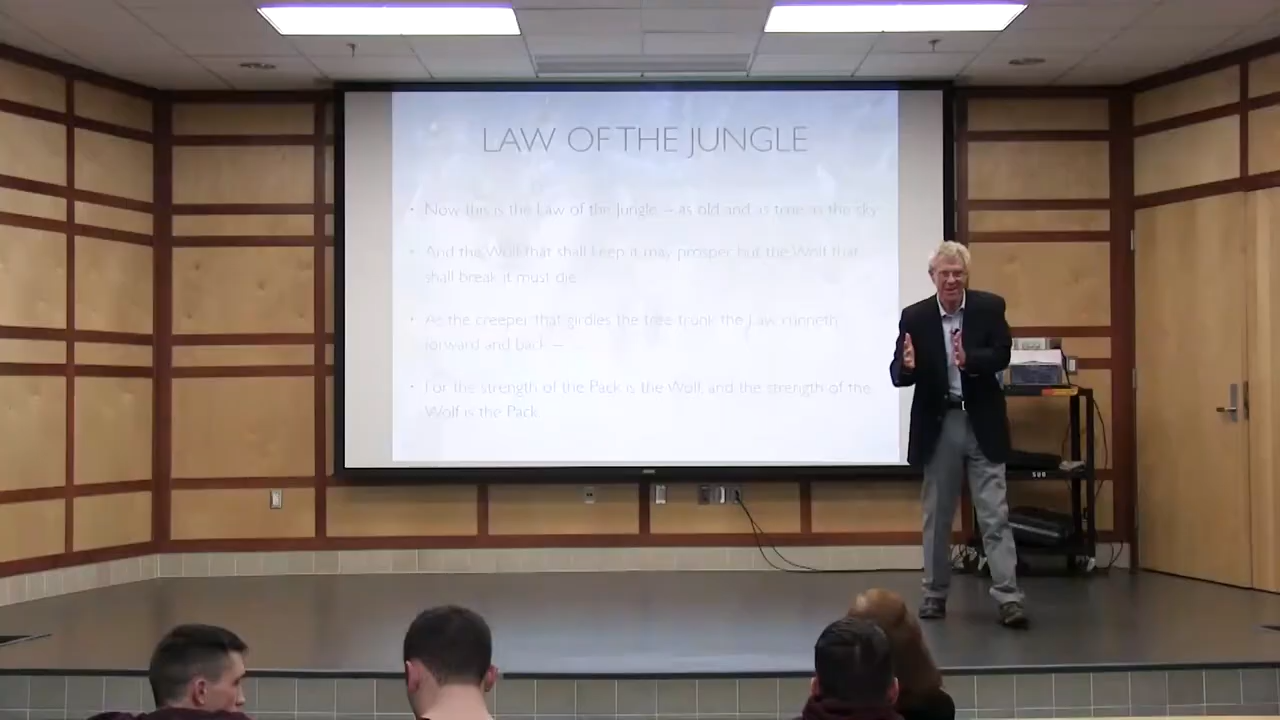 LAW OF THE JUNGLE
• Now this is the Law of the Jungle – as old and as true as the sky
• And the Wolf that shall keep it may prosper but the Wolf that
shall break it must die
• As the creeper that girdles the tree trunk the Law runneth
forward and back –
• For the strength of the Pack is the Wolf, and the strength of the
Wolf is the Pack
SUB